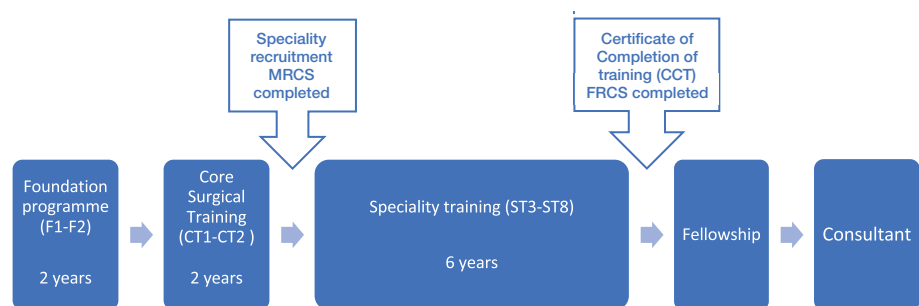 Speciality
recruitment
MRCS
completed
Certificate of
Completion of
training (CCT)
FRCS completed
Foundation
programme
(F1-F2)
2 years
Core
Surgical
Training
(CT1-CT2 )
2 years
Speciality training (ST3-ST8)
6 years
Fellowship
Consultant